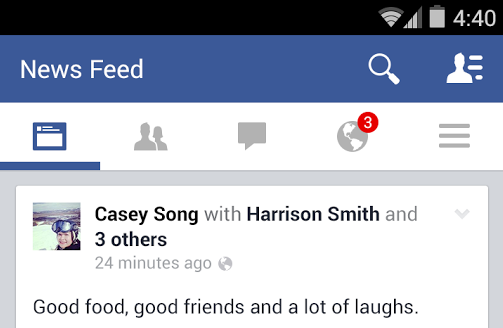 4:40
News Feed
3
Casey Song with Harrison Smith and
3 others
24 minutes ago
Good food, good friends and a lot of laughs.